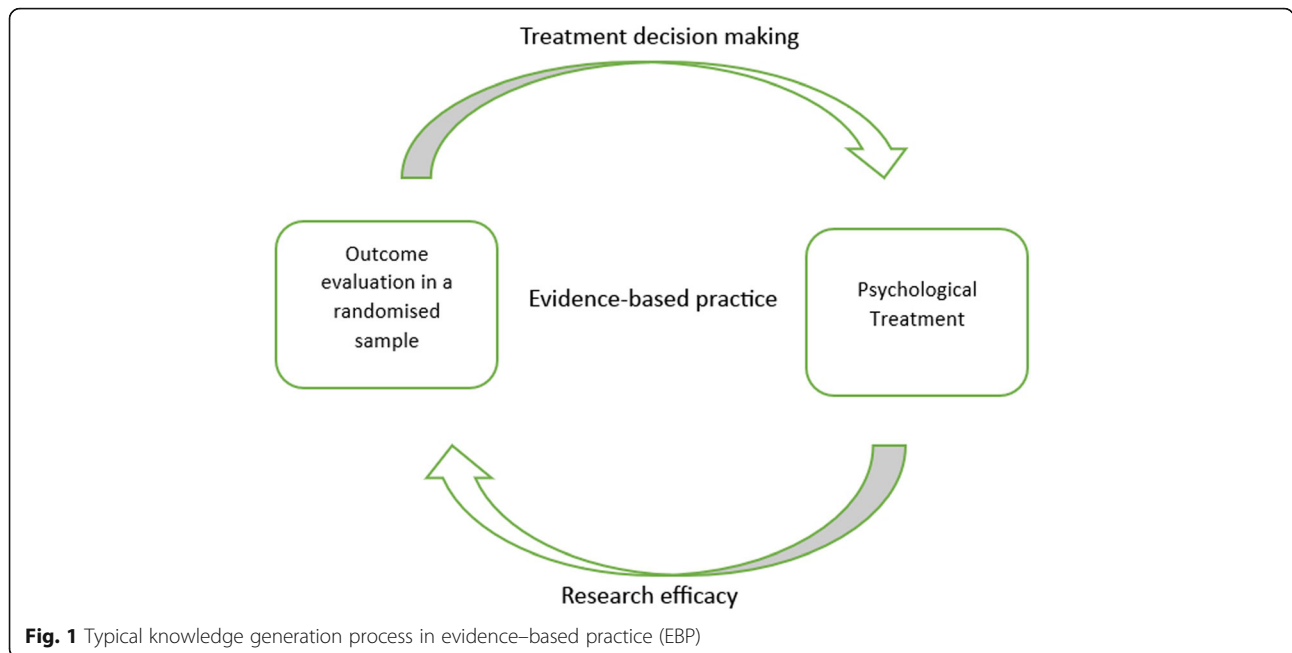 Treatment decision making
Outcome
evaluation in a
randomised
sample
Evidence-based practice
Psychological
Treatment
Research efficacy
Fig. 1 Typical knowledge generation process in evidence–based practice (EBP)